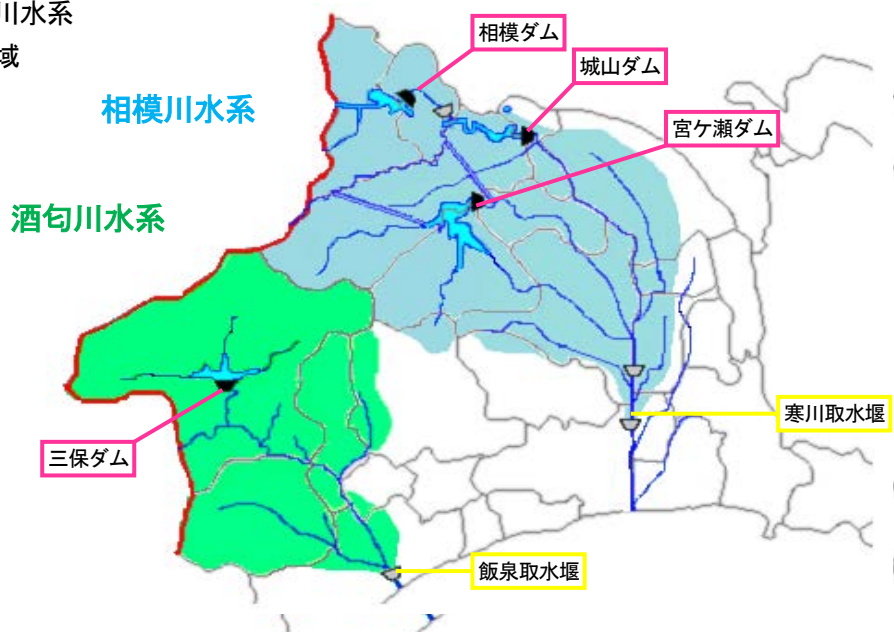 川水系
域
相模ダム
城山ダム
相模川水系
宮ケ瀬ダム
酒匂川水系
寒川取水堰
三保ダム
飯泉取水堰